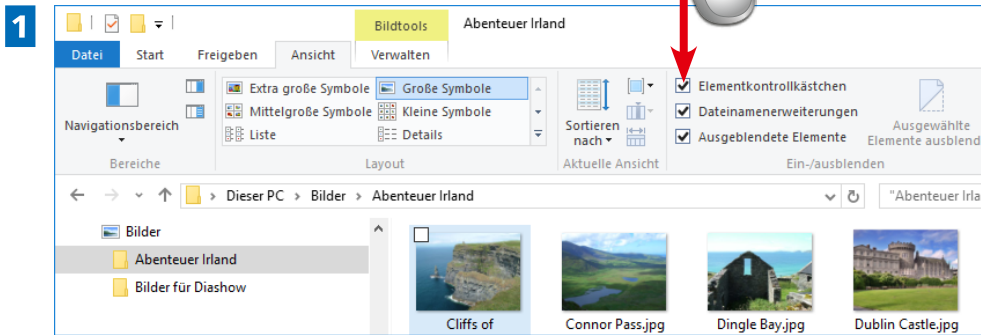 1
Bildtools Abenteuer Irland
Datei Start Freigeben Ansicht Verwalten
Extra große Symbole Große Symbole Elementkontrollkästchen
Mittelgroße Symbole Kleine Symbole Dateinamenerweiterungen
Navigationsbereich Liste Details Sortieren nach Ausgeblendete Elemente Ausgewählte
Elemente ausblend
Bereiche Layout Aktuelle Ansicht Ein-/ausblenden
Dieser PC > Bilder > Abenteuer Irland "Abenteuer Irla
Bilder
Abenteuer Irland
Bilder für Diashow
Cliffs of Connor Pass.jpg Dingle Bay.jpg Dublin Castle.jpg